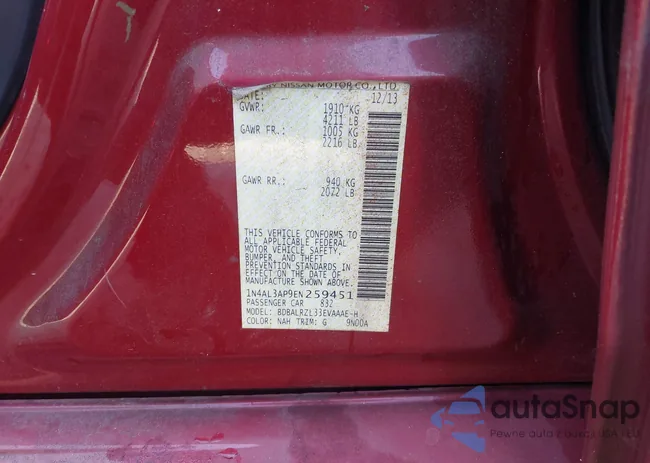 BY NISSAN MOTOR CO., LTD.
DATE: 12/13
GVWR: 1910 KG
4211 LB
GAWR FR.: 1005 KG
2216 LB
GAWR RR.: 940 KG
2072 LB
THIS VEHICLE CONFORMS TO
ALL APPLICABLE FEDERAL
MOTOR VEHICLE SAFETY,
BUMPER, AND THEFT
PREVENTION STANDARDS IN
EFFECT ON THE DATE OF
MANUFACTURE SHOWN ABOVE.
1N4AL3AP9EN259451
PASSENGER CAR 832
MODEL: BDBALRZL33EVAAAE-H
COLOR: NAH TRIM: G 9N00A
autaSnap
Pewne auta z